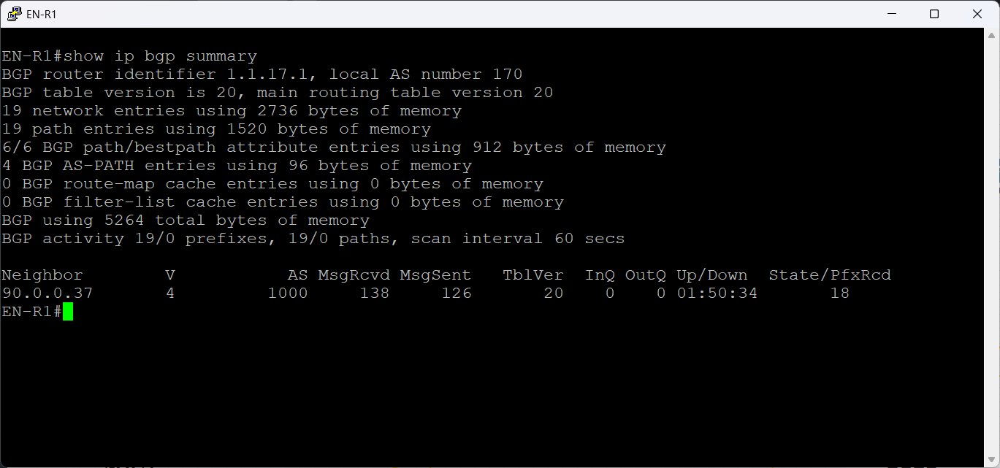 EN-R1
EN-R1#show ip bgp summary
BGP router identifier 1.1.17.1, local AS number 170
BGP table version is 20, main routing table version 20
19 network entries using 2736 bytes of memory
19 path entries using 1520 bytes of memory
6/6 BGP path/bestpath attribute entries using 912 bytes of memory
4 BGP AS-PATH entries using 96 bytes of memory
0 BGP route-map cache entries using 0 bytes of memory
0 BGP filter-list cache entries using 0 bytes of memory
BGP using 5264 total bytes of memory
BGP activity 19/0 prefixes, 19/0 paths, scan interval 60 secs
Neighbor        V           AS MsgRcvd MsgSent   TblVer  InQ OutQ Up/Down  State/PfxRcd
90.0.0.37       4         1000     138     126       20    0    0 01:50:34       18
EN-R1#